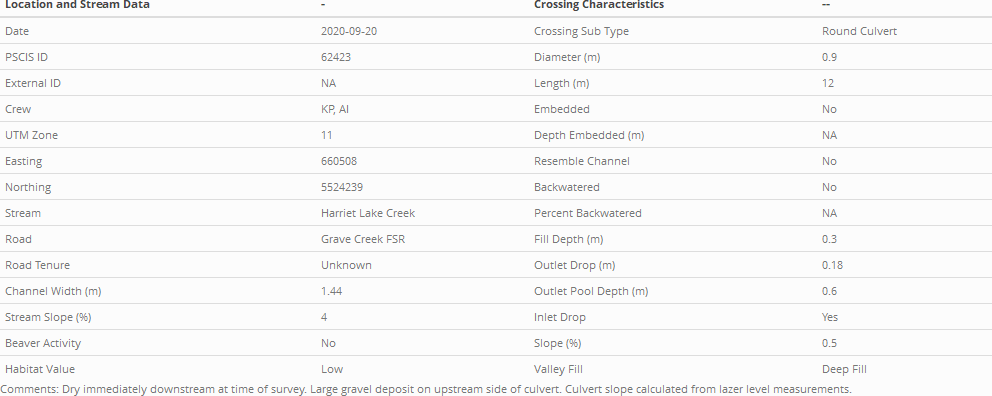 Location and Stream Data - Crossing Characteristics --
Date 2020-09-20 Crossing Sub Type Round Culvert
PSCIS ID 62423 Diameter (m) 0.9
External ID NA Length (m) 12
Crew KP, AI Embedded No
UTM Zone 11 Depth Embedded (m) NA
Easting 660508 Resemble Channel No
Northing 5524239 Backwatered No
Stream Harriet Lake Creek Percent Backwatered NA
Road Grave Creek FSR Fill Depth (m) 0.3
Road Tenure Unknown Outlet Drop (m) 0.18
Channel Width (m) 1.44 Outlet Pool Depth (m) 0.6
Stream Slope (%) 4 Inlet Drop Yes
Beaver Activity No Slope (%) 0.5
Habitat Value Low Valley Fill Deep Fill
Comments: Dry immediately downstream at time of survey. Large gravel deposit on upstream side of culvert. Culvert slope calculated from lazer level measurements.